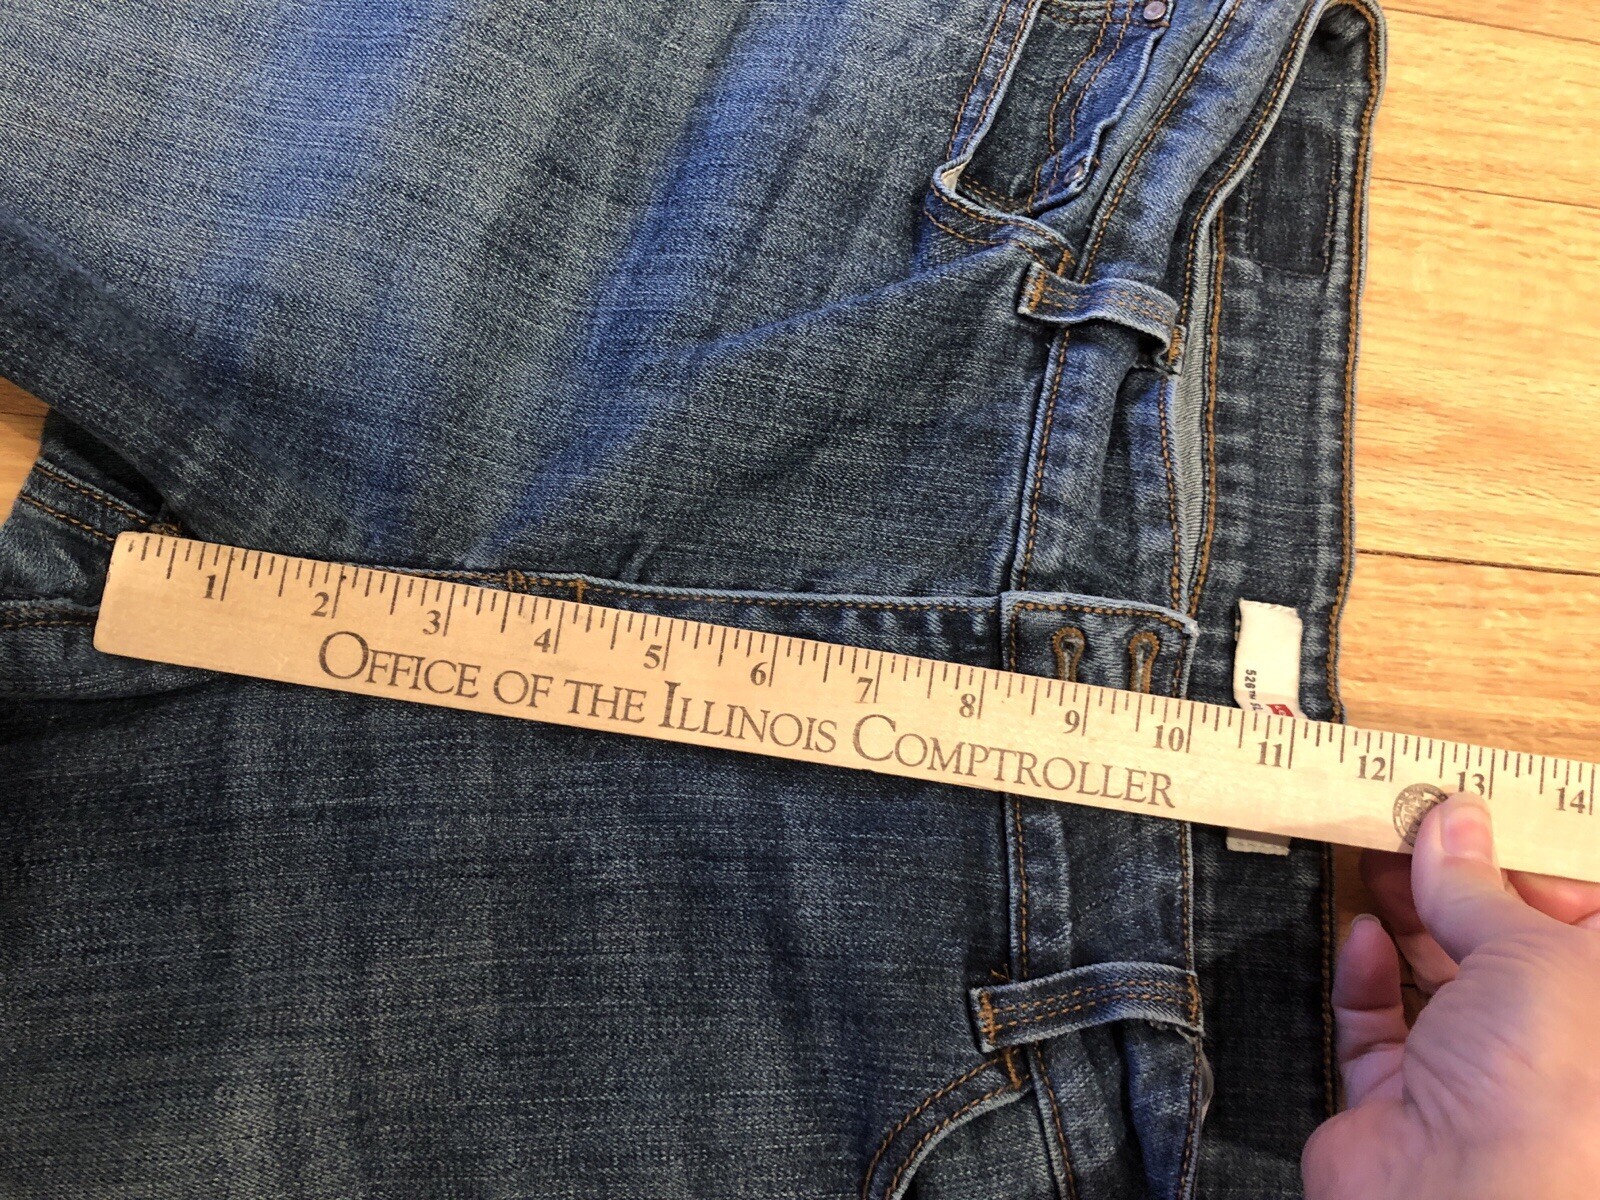 1 2 3 4 5 6 7 8 9 10 11 12 13 14
OFFICE OF THE ILLINOIS COMPTROLLER
526™